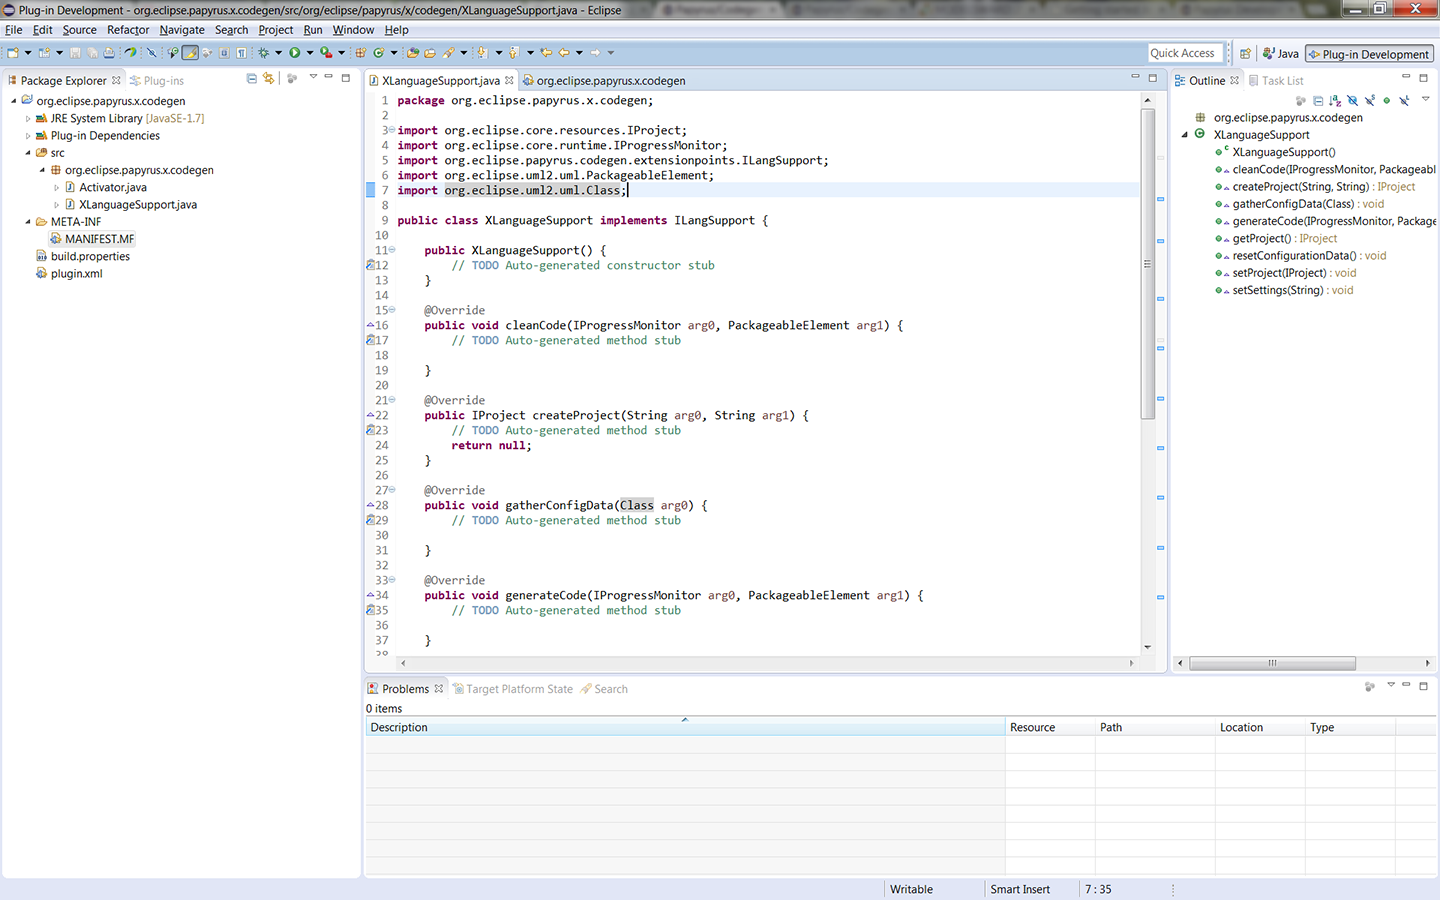 Plug-in Development - org.eclipse.papyrus.x.codegen/src/org/eclipse/papyrus/x/codegen/XLanguageSupport.java - Eclipse
File Edit Source Refactor Navigate Search Project Run Window Help
Quick Access Java Plug-in Development
Package Explorer Plug-ins
org.eclipse.papyrus.x.codegen
JRE System Library [JavaSE-1.7]
Plug-in Dependencies
src
org.eclipse.papyrus.x.codegen
Activator.java
XLanguageSupport.java
META-INF
MANIFEST.MF
build.properties
plugin.xml
XLanguageSupport.java org.eclipse.papyrus.x.codegen
1 package org.eclipse.papyrus.x.codegen;
2
3 import org.eclipse.core.resources.IProject;
4 import org.eclipse.core.runtime.IProgressMonitor;
5 import org.eclipse.papyrus.codegen.extensionpoints.ILangSupport;
6 import org.eclipse.uml2.uml.PackageableElement;
7 import org.eclipse.uml2.uml.Class;
8
9 public class XLanguageSupport implements ILangSupport {
10
11 public XLanguageSupport() {
12 // TODO Auto-generated constructor stub
13 }
14
15 @Override
16 public void cleanCode(IProgressMonitor arg0, PackageableElement arg1) {
17 // TODO Auto-generated method stub
18
19 }
20
21 @Override
22 public IProject createProject(String arg0, String arg1) {
23 // TODO Auto-generated method stub
24 return null;
25 }
26
27 @Override
28 public void gatherConfigData(Class arg0) {
29 // TODO Auto-generated method stub
30
31 }
32
33 @Override
34 public void generateCode(IProgressMonitor arg0, PackageableElement arg1) {
35 // TODO Auto-generated method stub
36
37 }
38
Outline Task List
org.eclipse.papyrus.x.codegen
XLanguageSupport
XLanguageSupport()
cleanCode(IProgressMonitor, Packageable
createProject(String, String) : IProject
gatherConfigData(Class) : void
generateCode(IProgressMonitor, Package
getProject() : IProject
resetConfigurationData() : void
setProject(IProject) : void
setSettings(String) : void
Problems Target Platform State Search
0 items
Description Resource Path Location Type
Writable Smart Insert 7 : 35